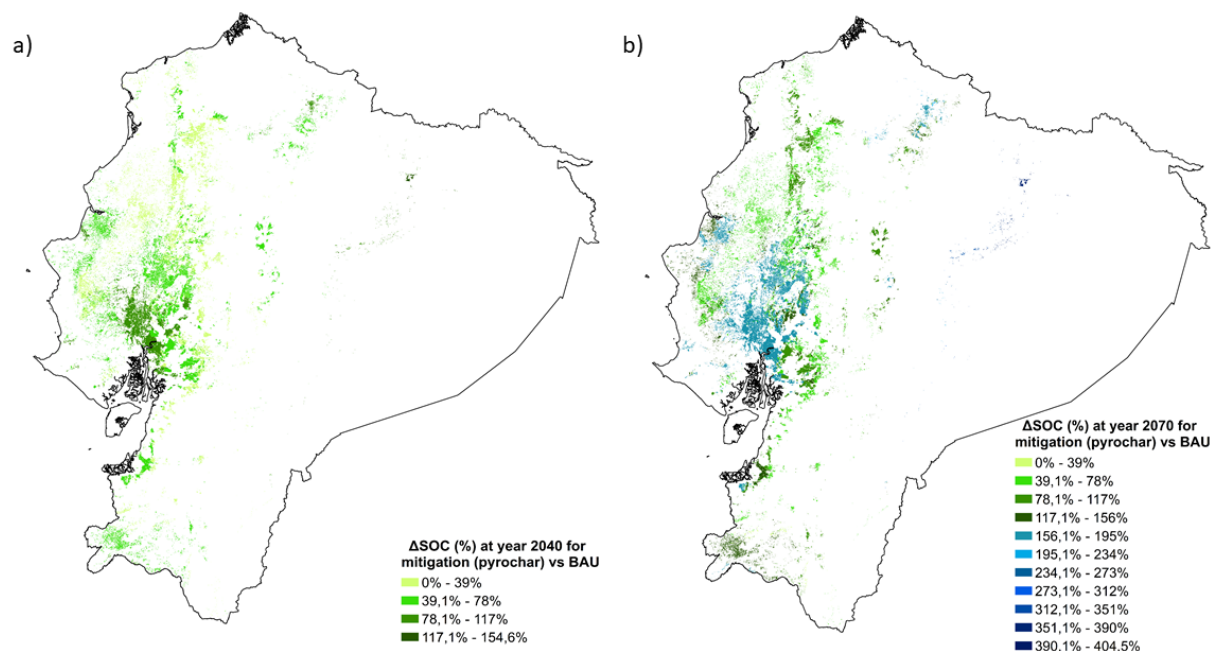 a)
b)
ΔSOC (%) at year 2040 for
mitigation (pyrochar) vs BAU
0% - 39%
39,1% - 78%
78,1% - 117%
117,1% - 154,6%
ΔSOC (%) at year 2070 for
mitigation (pyrochar) vs BAU
0% - 39%
39,1% - 78%
78,1% - 117%
117,1% - 156%
156,1% - 195%
195,1% - 234%
234,1% - 273%
273,1% - 312%
312,1% - 351%
351,1% - 390%
390,1% - 404,5%